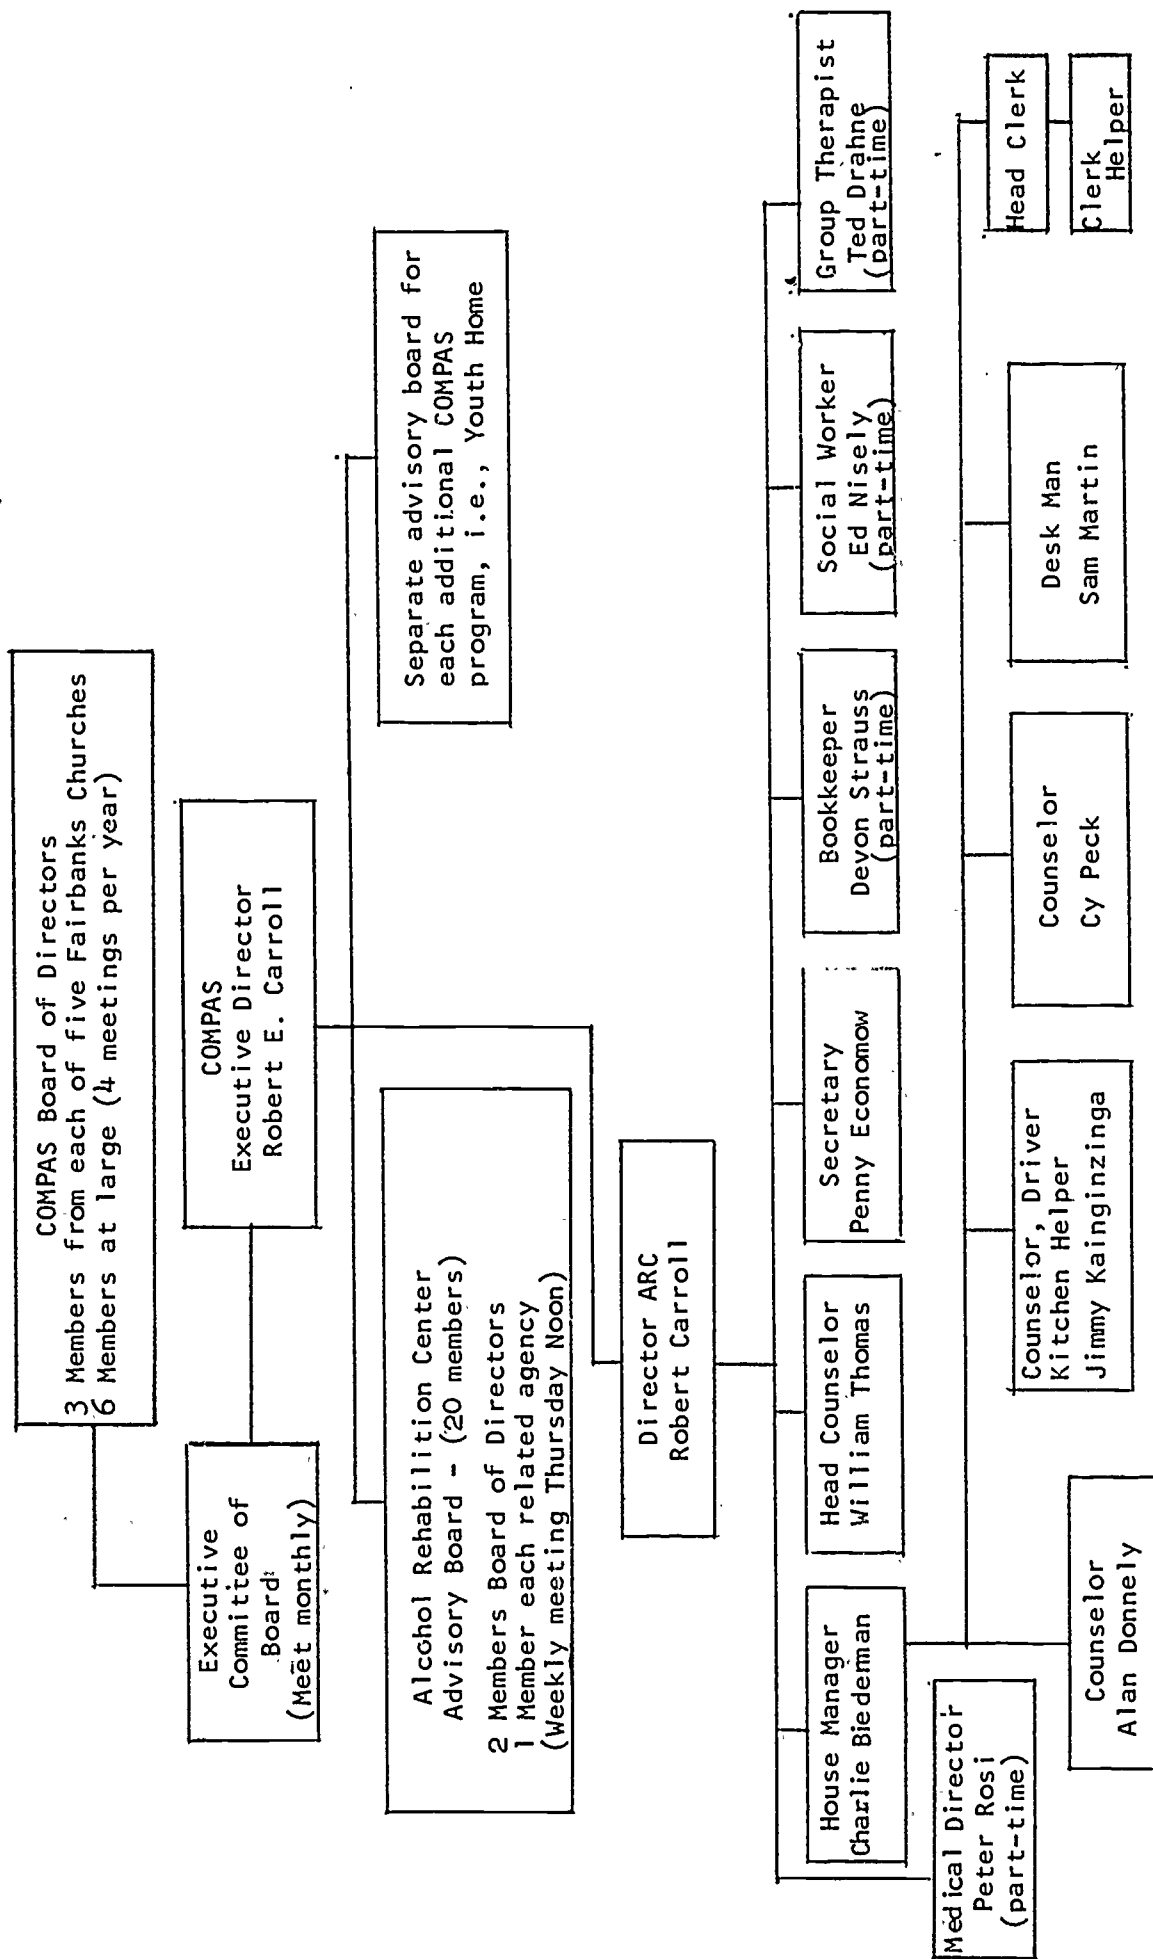 COMPAS Board of Directors
3 Members from each of five Fairbanks Churches
6 Members at large (4 meetings per year)
Executive
Committee of
Board
(Meet monthly)
COMPAS
Executive Director
Robert E. Carroll
Alcohol Rehabilition Center
Advisory Board - (20 members)
2 Members Board of Directors
1 Member each related agency
(Weekly meeting Thursday Noon)
Separate advisory board for
each additional COMPAS
program, i.e., Youth Home
Director ARC
Robert Carroll
House Manager
Charlie Biederman
Head Counselor
William Thomas
Secretary
Penny Economow
Bookkeeper
Devon Strauss
(part-time)
Social Worker
Ed Nisely
(part-time)
Group Therapist
Ted Drahne
(part-time)
Medical Director
Peter Rosi
(part-time)
Counselor
Alan Donnely
Counselor, Driver
Kitchen Helper
Jimmy Kainginzinga
Counselor
Cy Peck
Desk Man
Sam Martin
Head Clerk
Clerk
Helper